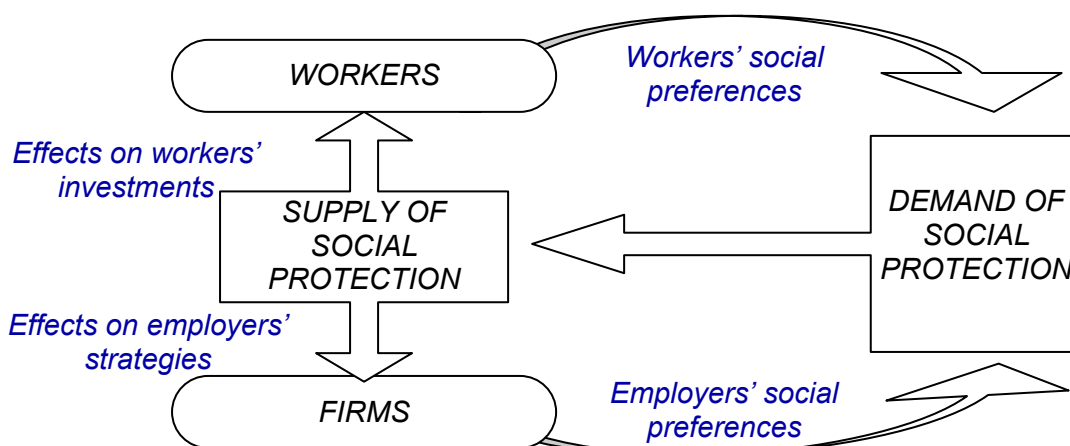 WORKERS
Workers’ social
preferences
Effects on workers’
investments
SUPPLY OF
SOCIAL
PROTECTION
DEMAND OF
SOCIAL
PROTECTION
Effects on employers’
strategies
FIRMS
Employers’ social
preferences